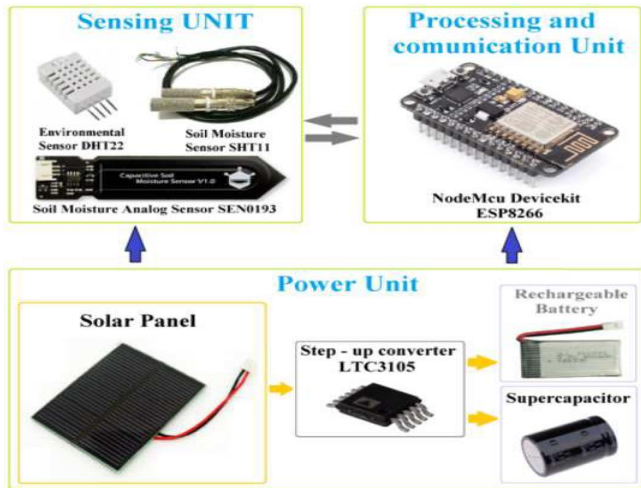 Sensing UNIT
Environmental
Sensor DHT22
Soil Moisture
Sensor SHT11
Capacitive Soil
Moisture Sensor V1.0
Soil Moisture Analog Sensor SEN0193
Processing and
comunication Unit
NodeMcu Devicekit
ESP8266
Power Unit
Solar Panel
Step - up converter
LTC3105
Rechargeable
Battery
Supercapacitor